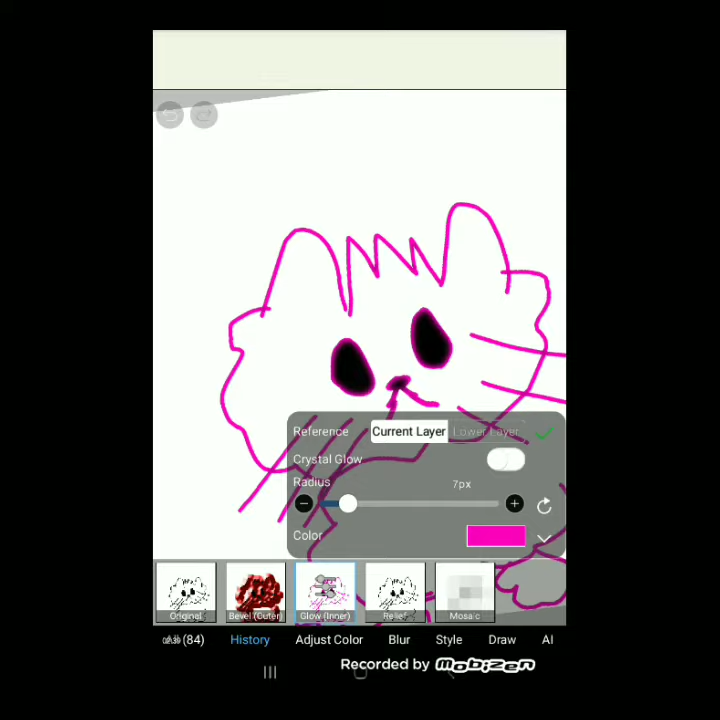 Reference Current Layer Lower Layer
Crystal Glow
Radius 7px
Color
Original Bevel (Outer) Glow (Inner) Relief Mosaic
(84) History Adjust Color Blur Style Draw AI
Recorded by Mobizen